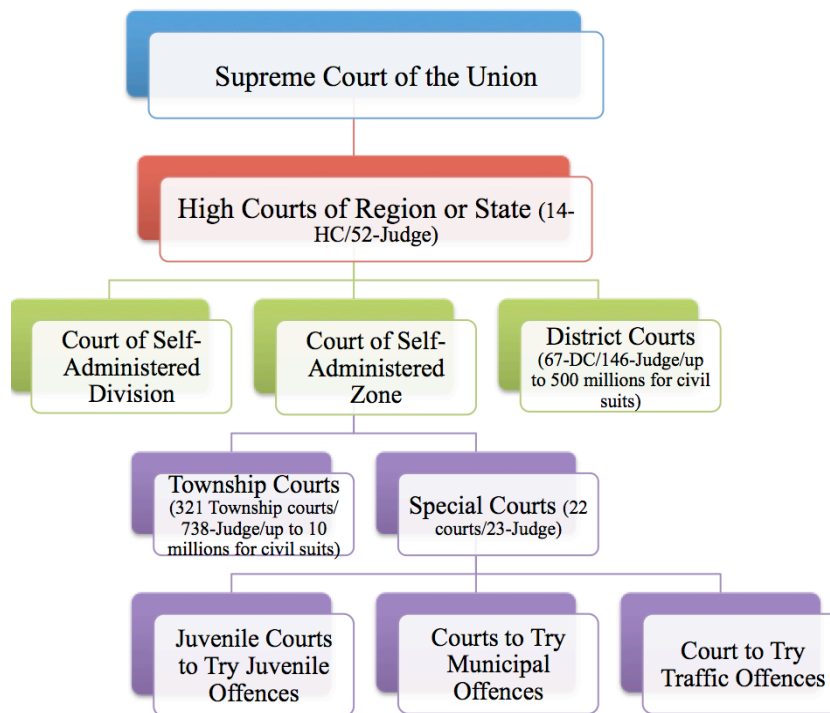 Supreme Court of the Union
High Courts of Region or State (14-
HC/52-Judge)
Court of Self-
Administered
Division
Court of Self-
Administered
Zone
District Courts
(67-DC/146-Judge/up
to 500 millions for civil
suits)
Township Courts
(321 Township courts/
738-Judge/up to 10
millions for civil suits)
Special Courts (22
courts/23-Judge)
Juvenile Courts
to Try Juvenile
Offences
Courts to Try
Municipal
Offences
Court to Try
Traffic Offences